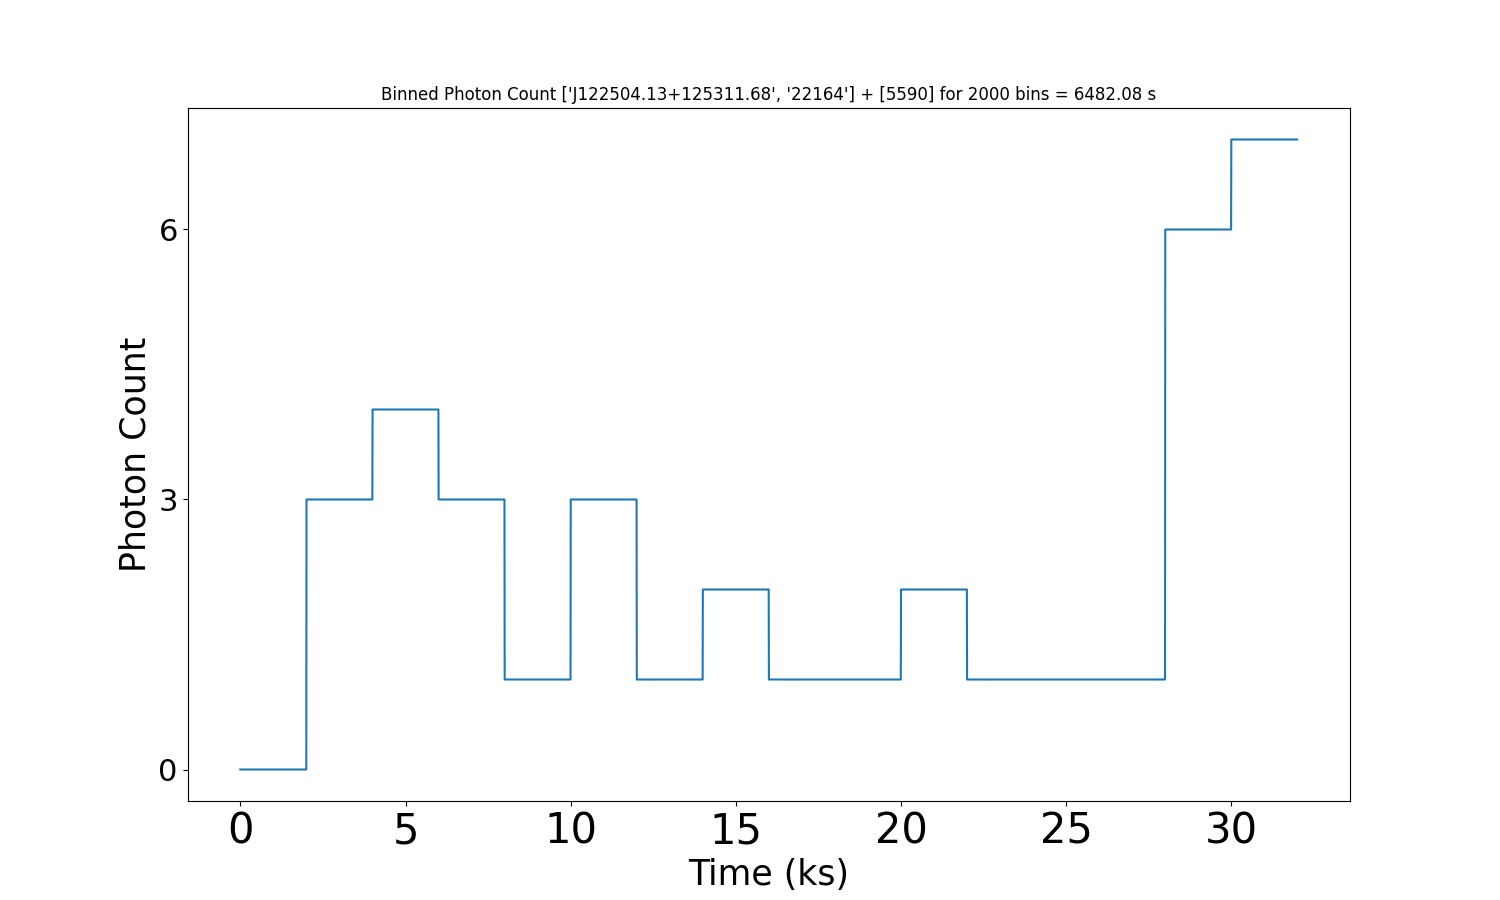 Binned Photon Count ['J122504.13+125311.68', '22164'] + [5590] for 2000 bins = 6482.08 s
Photon Count
6
3
0
0 5 10 15 20 25 30
Time (ks)